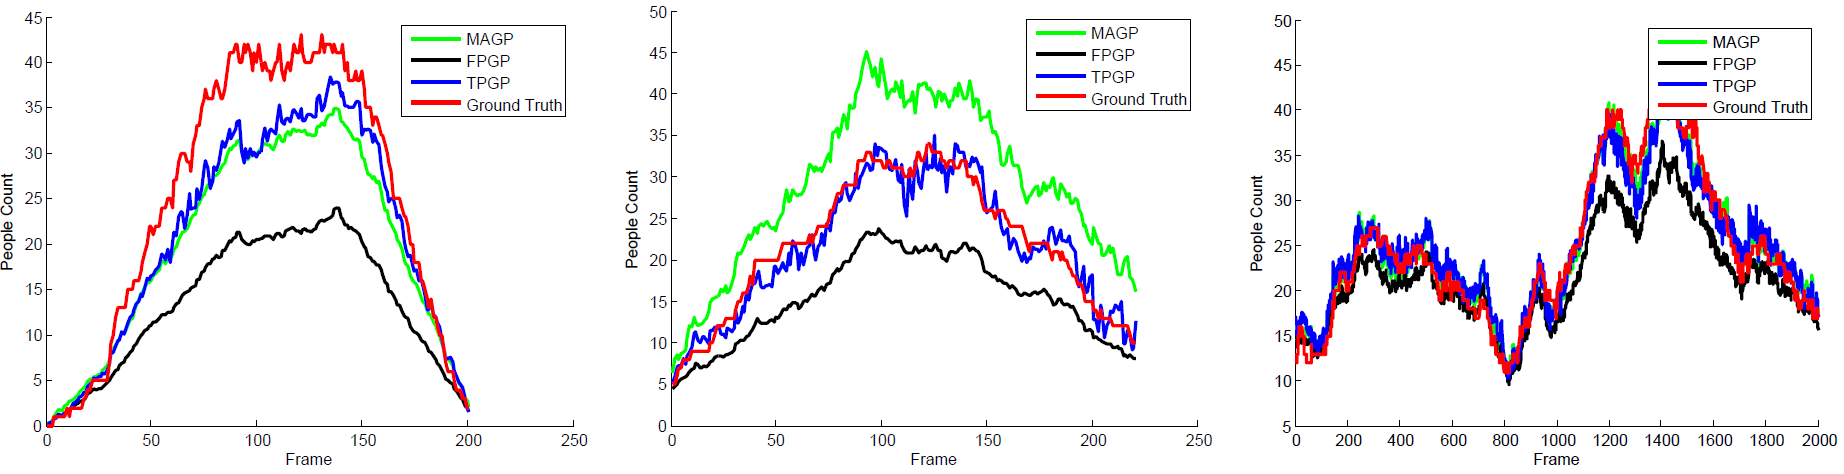 45
40
35
30
25
20
15
10
5
0
People Count
MAGP
FPGP
TPGP
Ground Truth
0 50 100 150 200 250
Frame
50
45
40
35
30
25
20
15
10
5
0
People Count
MAGP
FPGP
TPGP
Ground Truth
0 50 100 150 200 250
Frame
50
45
40
35
30
25
20
15
10
5
People Count
MAGP
FPGP
TPGP
Ground Truth
0 200 400 600 800 1000 1200 1400 1600 1800 2000
Frame